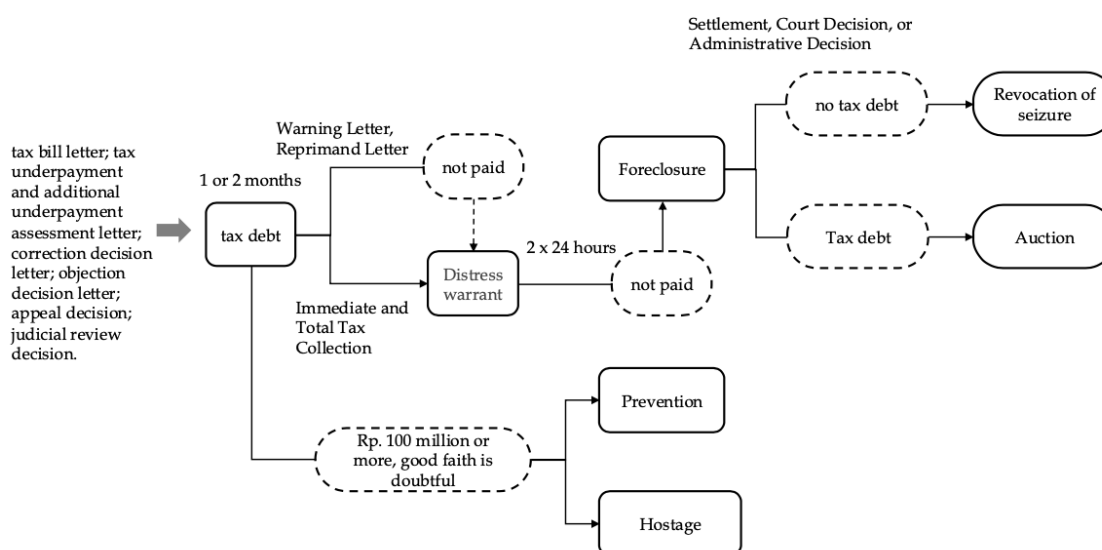 tax bill letter; tax
underpayment
and additional
underpayment
assessment letter;
correction decision
letter; objection
decision letter;
appeal decision;
judicial review
decision.
1 or 2 months
tax debt
Warning Letter,
Reprimand Letter
not paid
Immediate and
Total Tax
Collection
Distress
warrant
2 x 24 hours
not paid
Foreclosure
Settlement, Court Decision, or
Administrative Decision
no tax debt
Revocation of
seizure
Tax debt
Auction
Rp. 100 million or
more, good faith is
doubtful
Prevention
Hostage